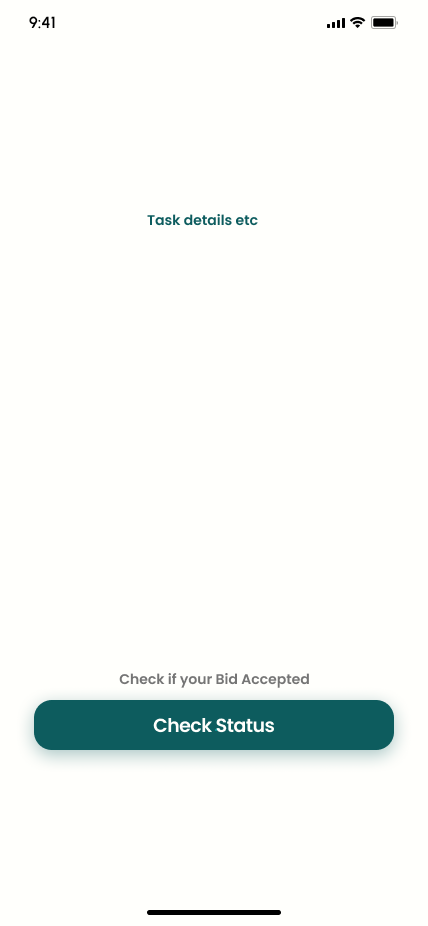 9:41
Task details etc
Check if your Bid Accepted
Check Status